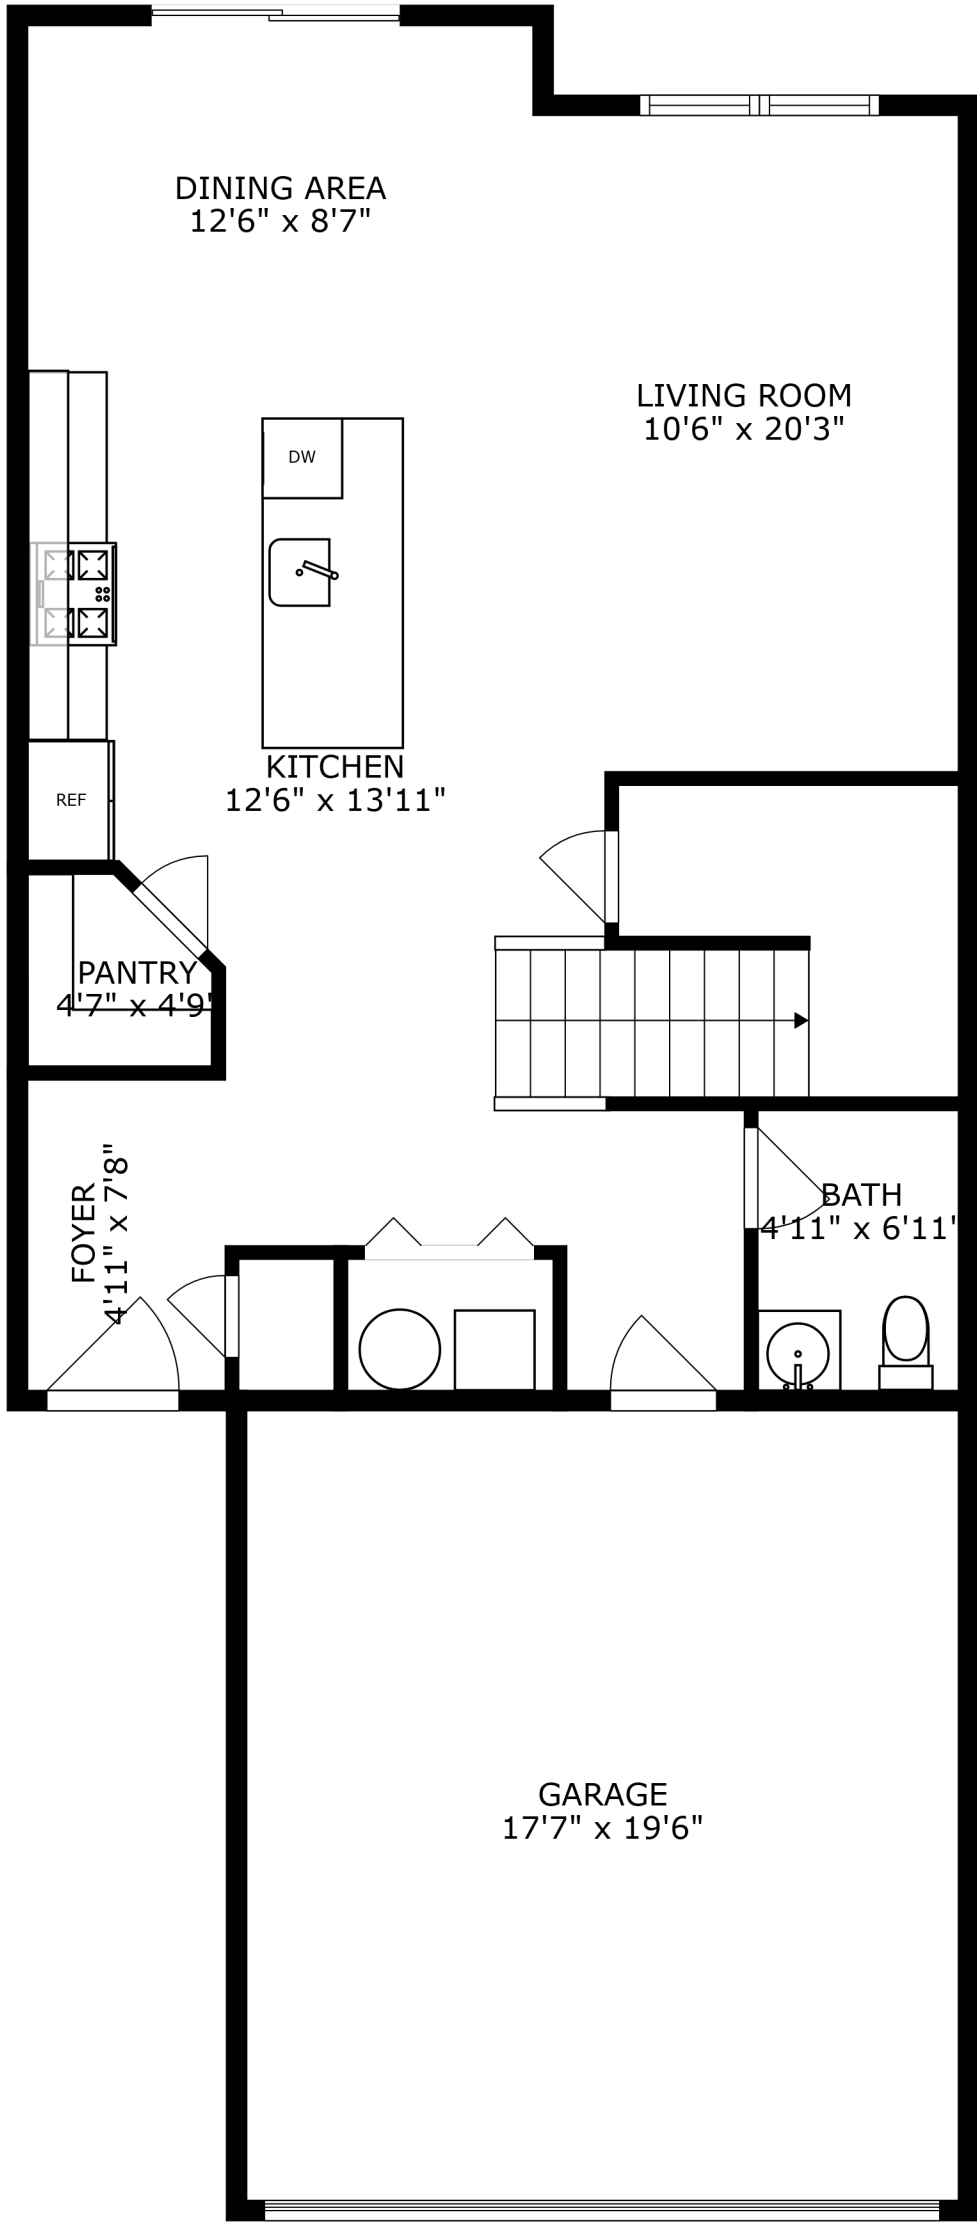 DINING AREA
12'6" x 8'7"
LIVING ROOM
10'6" x 20'3"
DW
KITCHEN
12'6" x 13'11"
REF
PANTRY
4'7" x 4'9'
FOYER
4'11" x 7'8"
BATH
4'11" x 6'11'
GARAGE
17'7" x 19'6"